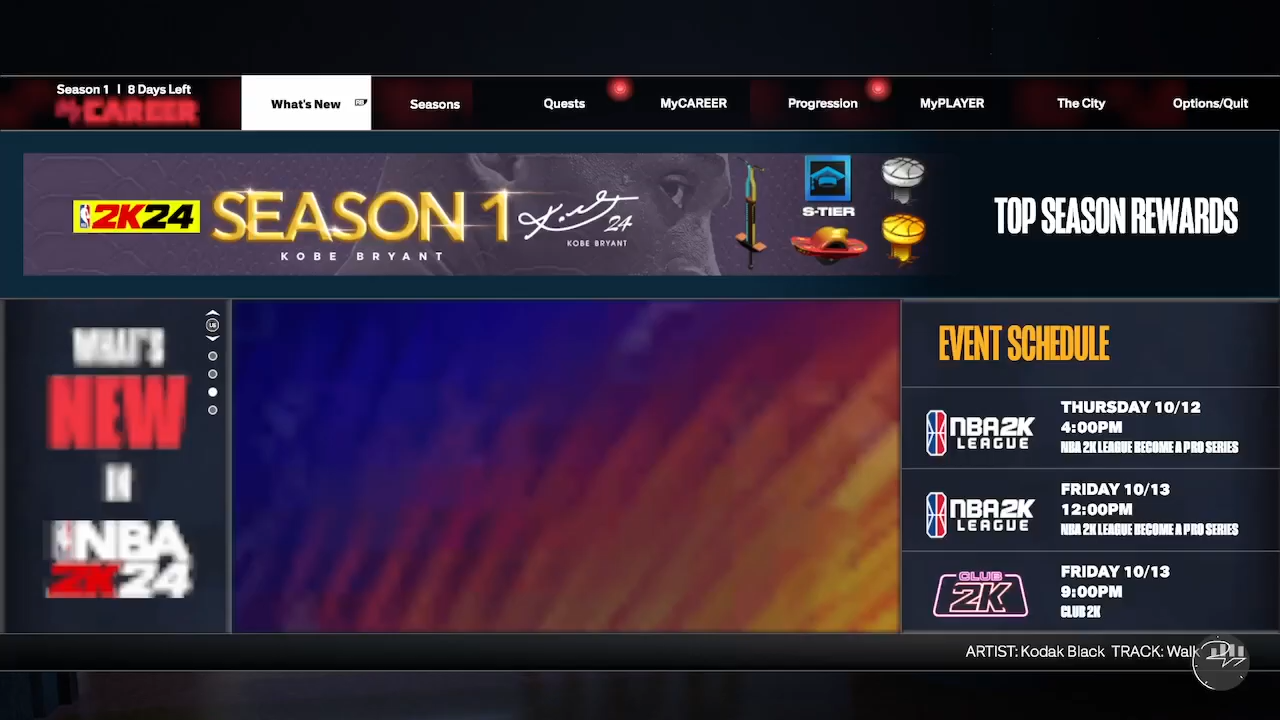 Season 1 | 8 Days Left
MyCAREER
What's New
Seasons
Quests
MyCAREER
Progression
MyPLAYER
The City
Options/Quit
2K24
SEASON 1
24
KOBE BRYANT
KOBE BRYANT
S-TIER
TOP SEASON REWARDS
WHAT'S
NEW
IN
NBA
2K24
EVENT SCHEDULE
NBA2K
LEAGUE
THURSDAY 10/12
4:00PM
NBA 2K LEAGUE BECOME A PRO SERIES
NBA2K
LEAGUE
FRIDAY 10/13
12:00PM
NBA 2K LEAGUE BECOME A PRO SERIES
CLUB
2K
FRIDAY 10/13
9:00PM
CLUB 2K
ARTIST: Kodak Black TRACK: Walk